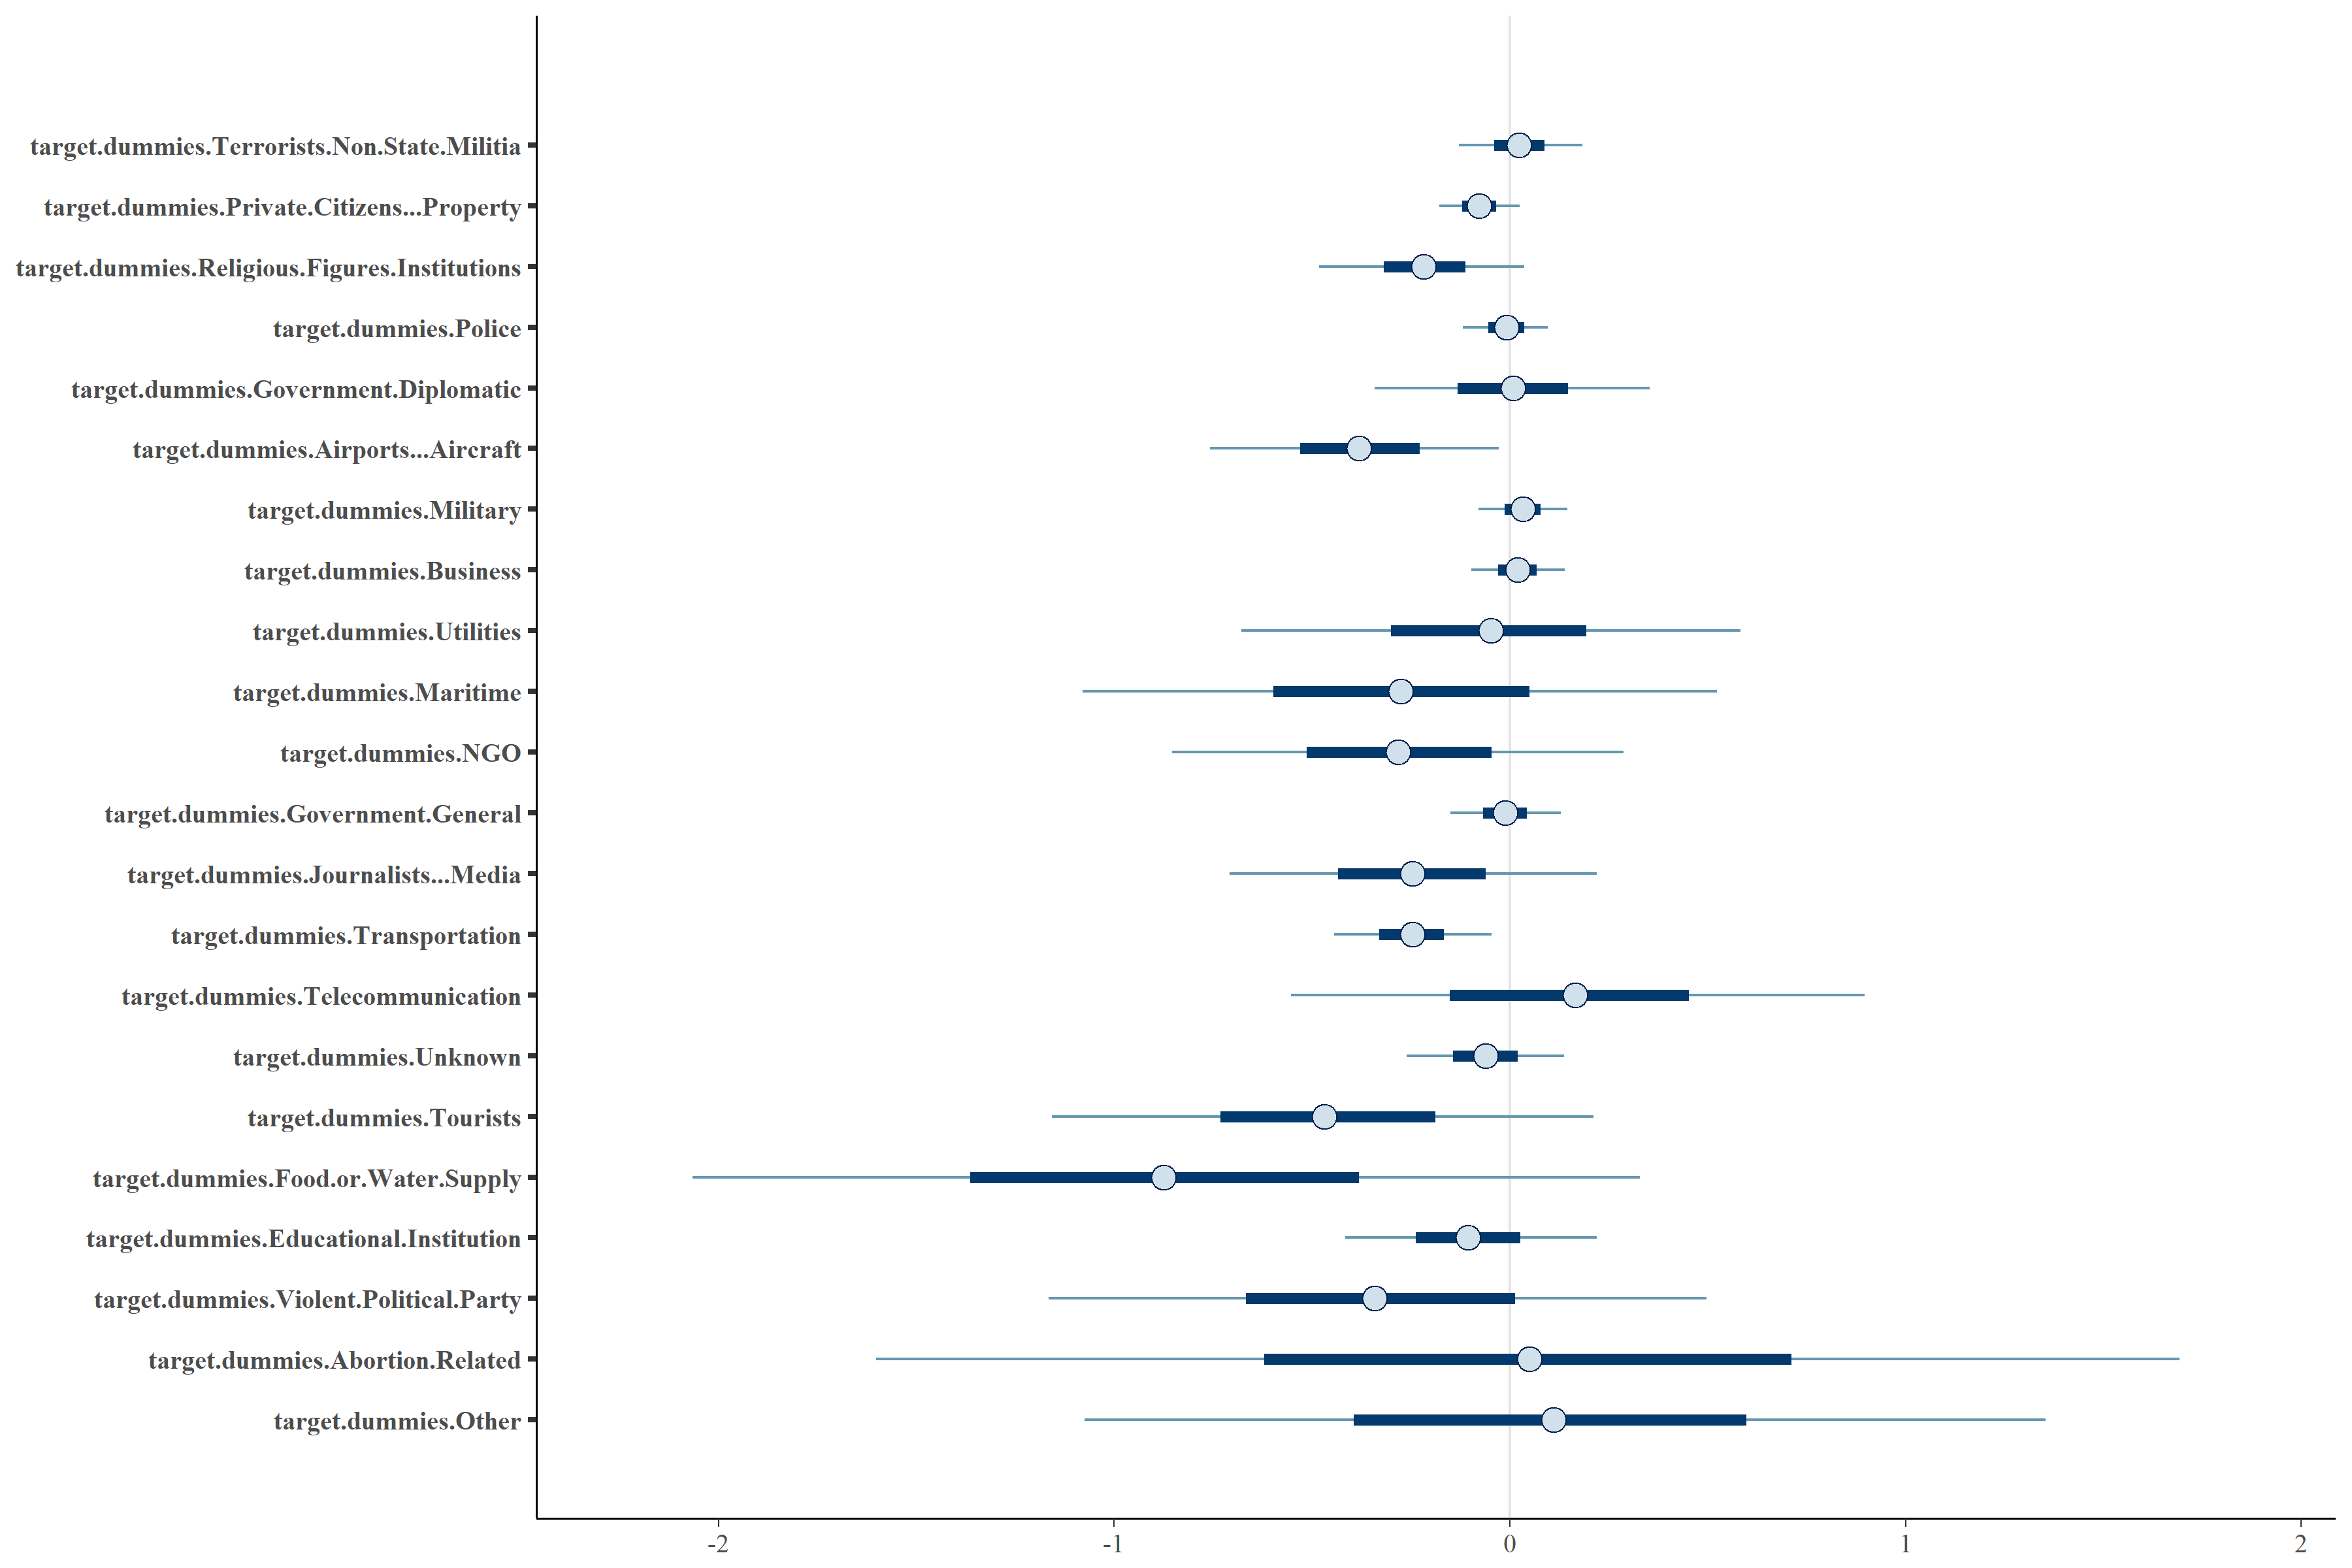 target.dummies.Terrorists.Non.State.Militia
target.dummies.Private.Citizens...Property
target.dummies.Religious.Figures.Institutions
target.dummies.Police
target.dummies.Government.Diplomatic
target.dummies.Airports...Aircraft
target.dummies.Military
target.dummies.Business
target.dummies.Utilities
target.dummies.Maritime
target.dummies.NGO
target.dummies.Government.General
target.dummies.Journalists...Media
target.dummies.Transportation
target.dummies.Telecommunication
target.dummies.Unknown
target.dummies.Tourists
target.dummies.Food.or.Water.Supply
target.dummies.Educational.Institution
target.dummies.Violent.Political.Party
target.dummies.Abortion.Related
target.dummies.Other
-2 -1 0 1 2